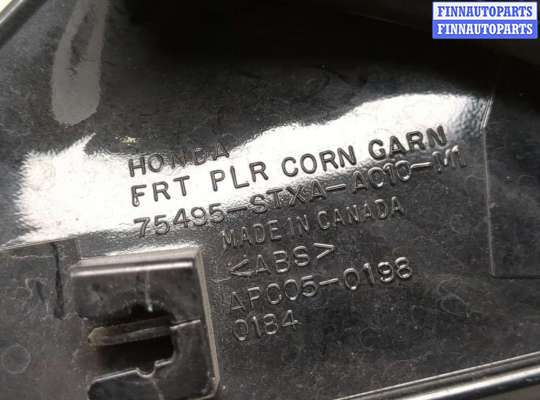 FINNAUTOPARTS
FINNAUTOPARTS
HONDA
FRT PLR CORN GARN
75495-STXA-A010-M1
MADE IN CANADA
<ABS>
APC05-0198
0184